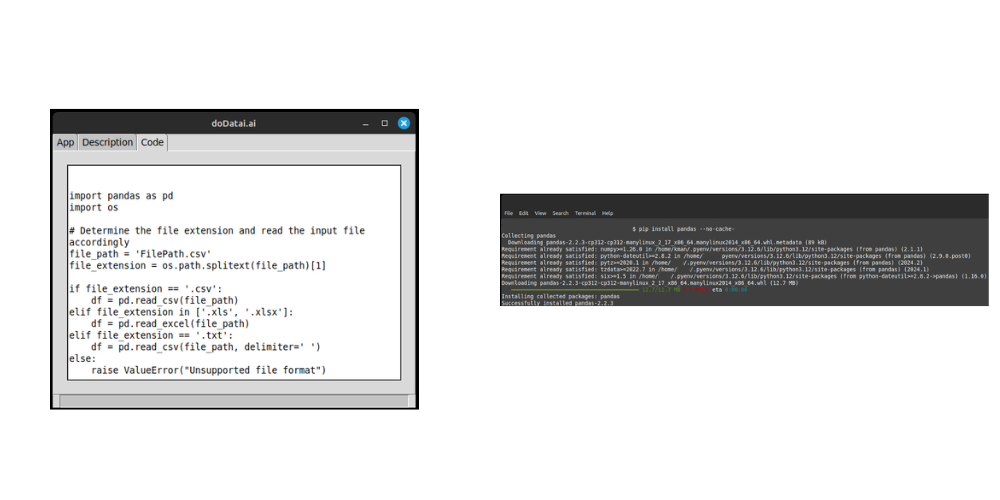 doDatai.ai
App Description Code
import pandas as pd
import os
# Determine the file extension and read the input file
accordingly
file_path = 'FilePath.csv'
file_extension = os.path.splitext(file_path)[1]
if file_extension == '.csv':
df = pd.read_csv(file_path)
elif file_extension in ['.xls', '.xlsx']:
df = pd.read_excel(file_path)
elif file_extension == '.txt':
df = pd.read_csv(file_path, delimiter=' ')
else:
raise ValueError("Unsupported file format")
File Edit View Search Terminal Help
$ pip install pandas --no-cache-
Collecting pandas
Downloading pandas-2.2.3-cp312-cp312-manylinux_2_17_x86_64.manylinux2014_x86_64.whl.metadata (89 kB)
Requirement already satisfied: numpy>=1.26.0 in /home/kman/.pyenv/versions/3.12.6/lib/python3.12/site-packages (from pandas) (2.1.1)
Requirement already satisfied: python-dateutil>=2.8.2 in /home/ pyenv/versions/3.12.6/lib/python3.12/site-packages (from pandas) (2.9.0.post0)
Requirement already satisfied: pytz>=2020.1 in /home/ /.pyenv/versions/3.12.6/lib/python3.12/site-packages (from pandas) (2024.2)
Requirement already satisfied: tzdata>=2022.7 in /home/ /.pyenv/versions/3.12.6/lib/python3.12/site-packages (from pandas) (2024.1)
Requirement already satisfied: six>=1.5 in /home/ /.pyenv/versions/3.12.6/lib/python3.12/site-packages (from python-dateutil>=2.8.2->pandas) (1.16.0)
Downloading pandas-2.2.3-cp312-cp312-manylinux_2_17_x86_64.manylinux2014_x86_64.whl (12.7 MB)
12.7/12.7 MB eta 0:00:00
Installing collected packages: pandas
Successfully installed pandas-2.2.3